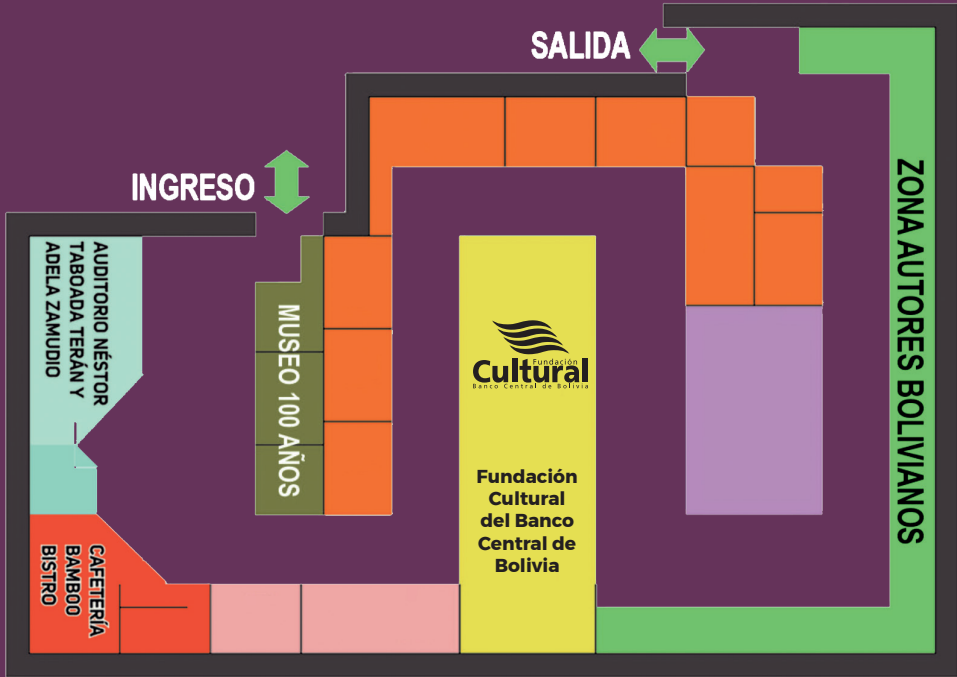 SALIDA
INGRESO
AUDITORIO NÉSTOR
TABOADA TERÁN Y
ADELA ZAMUDIO
MUSEO 100 AÑOS
Fundación
Cultural
Banco Central de Bolivia
Fundación
Cultural
del Banco
Central de
Bolivia
ZONA AUTORES BOLIVIANOS
CAFETERÍA
BAMBOO
BISTRO